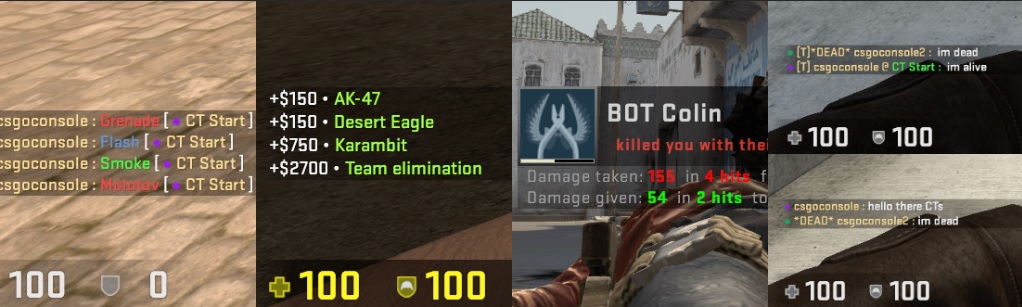 csgoconsole : Grenade [ • CT Start ]
csgoconsole : Flash [ • CT Start ]
csgoconsole : Smoke [ • CT Start ]
csgoconsole : Molotov [ • CT Start ]
100 0
+$150 • AK-47
+$150 • Desert Eagle
+$750 • Karambit
+$2700 • Team elimination
100 100
BOT Colin
killed you with thei
Damage taken: 155 in 4 hits f
Damage given: 54 in 2 hits to
• [T]*DEAD* csgoconsole2 : im dead
• [T] csgoconsole @ CT Start : im alive
100 100
• csgoconsole : hello there CTs
• *DEAD* csgoconsole2 : im dead
100 100